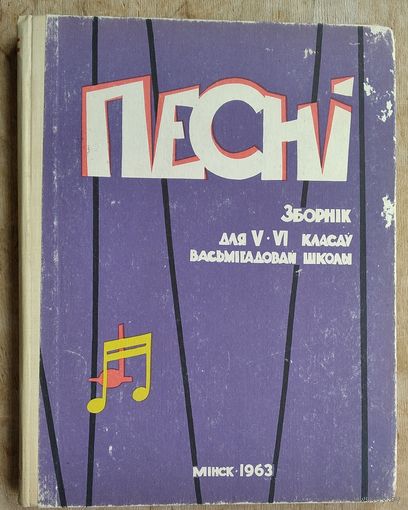 ПЕСНІ
ЗБОРНІК
ДЛЯ V·VI КЛАСАЎ
ВАСЬМІГАДОВАЙ ШКОЛЫ
МІНСК·1963